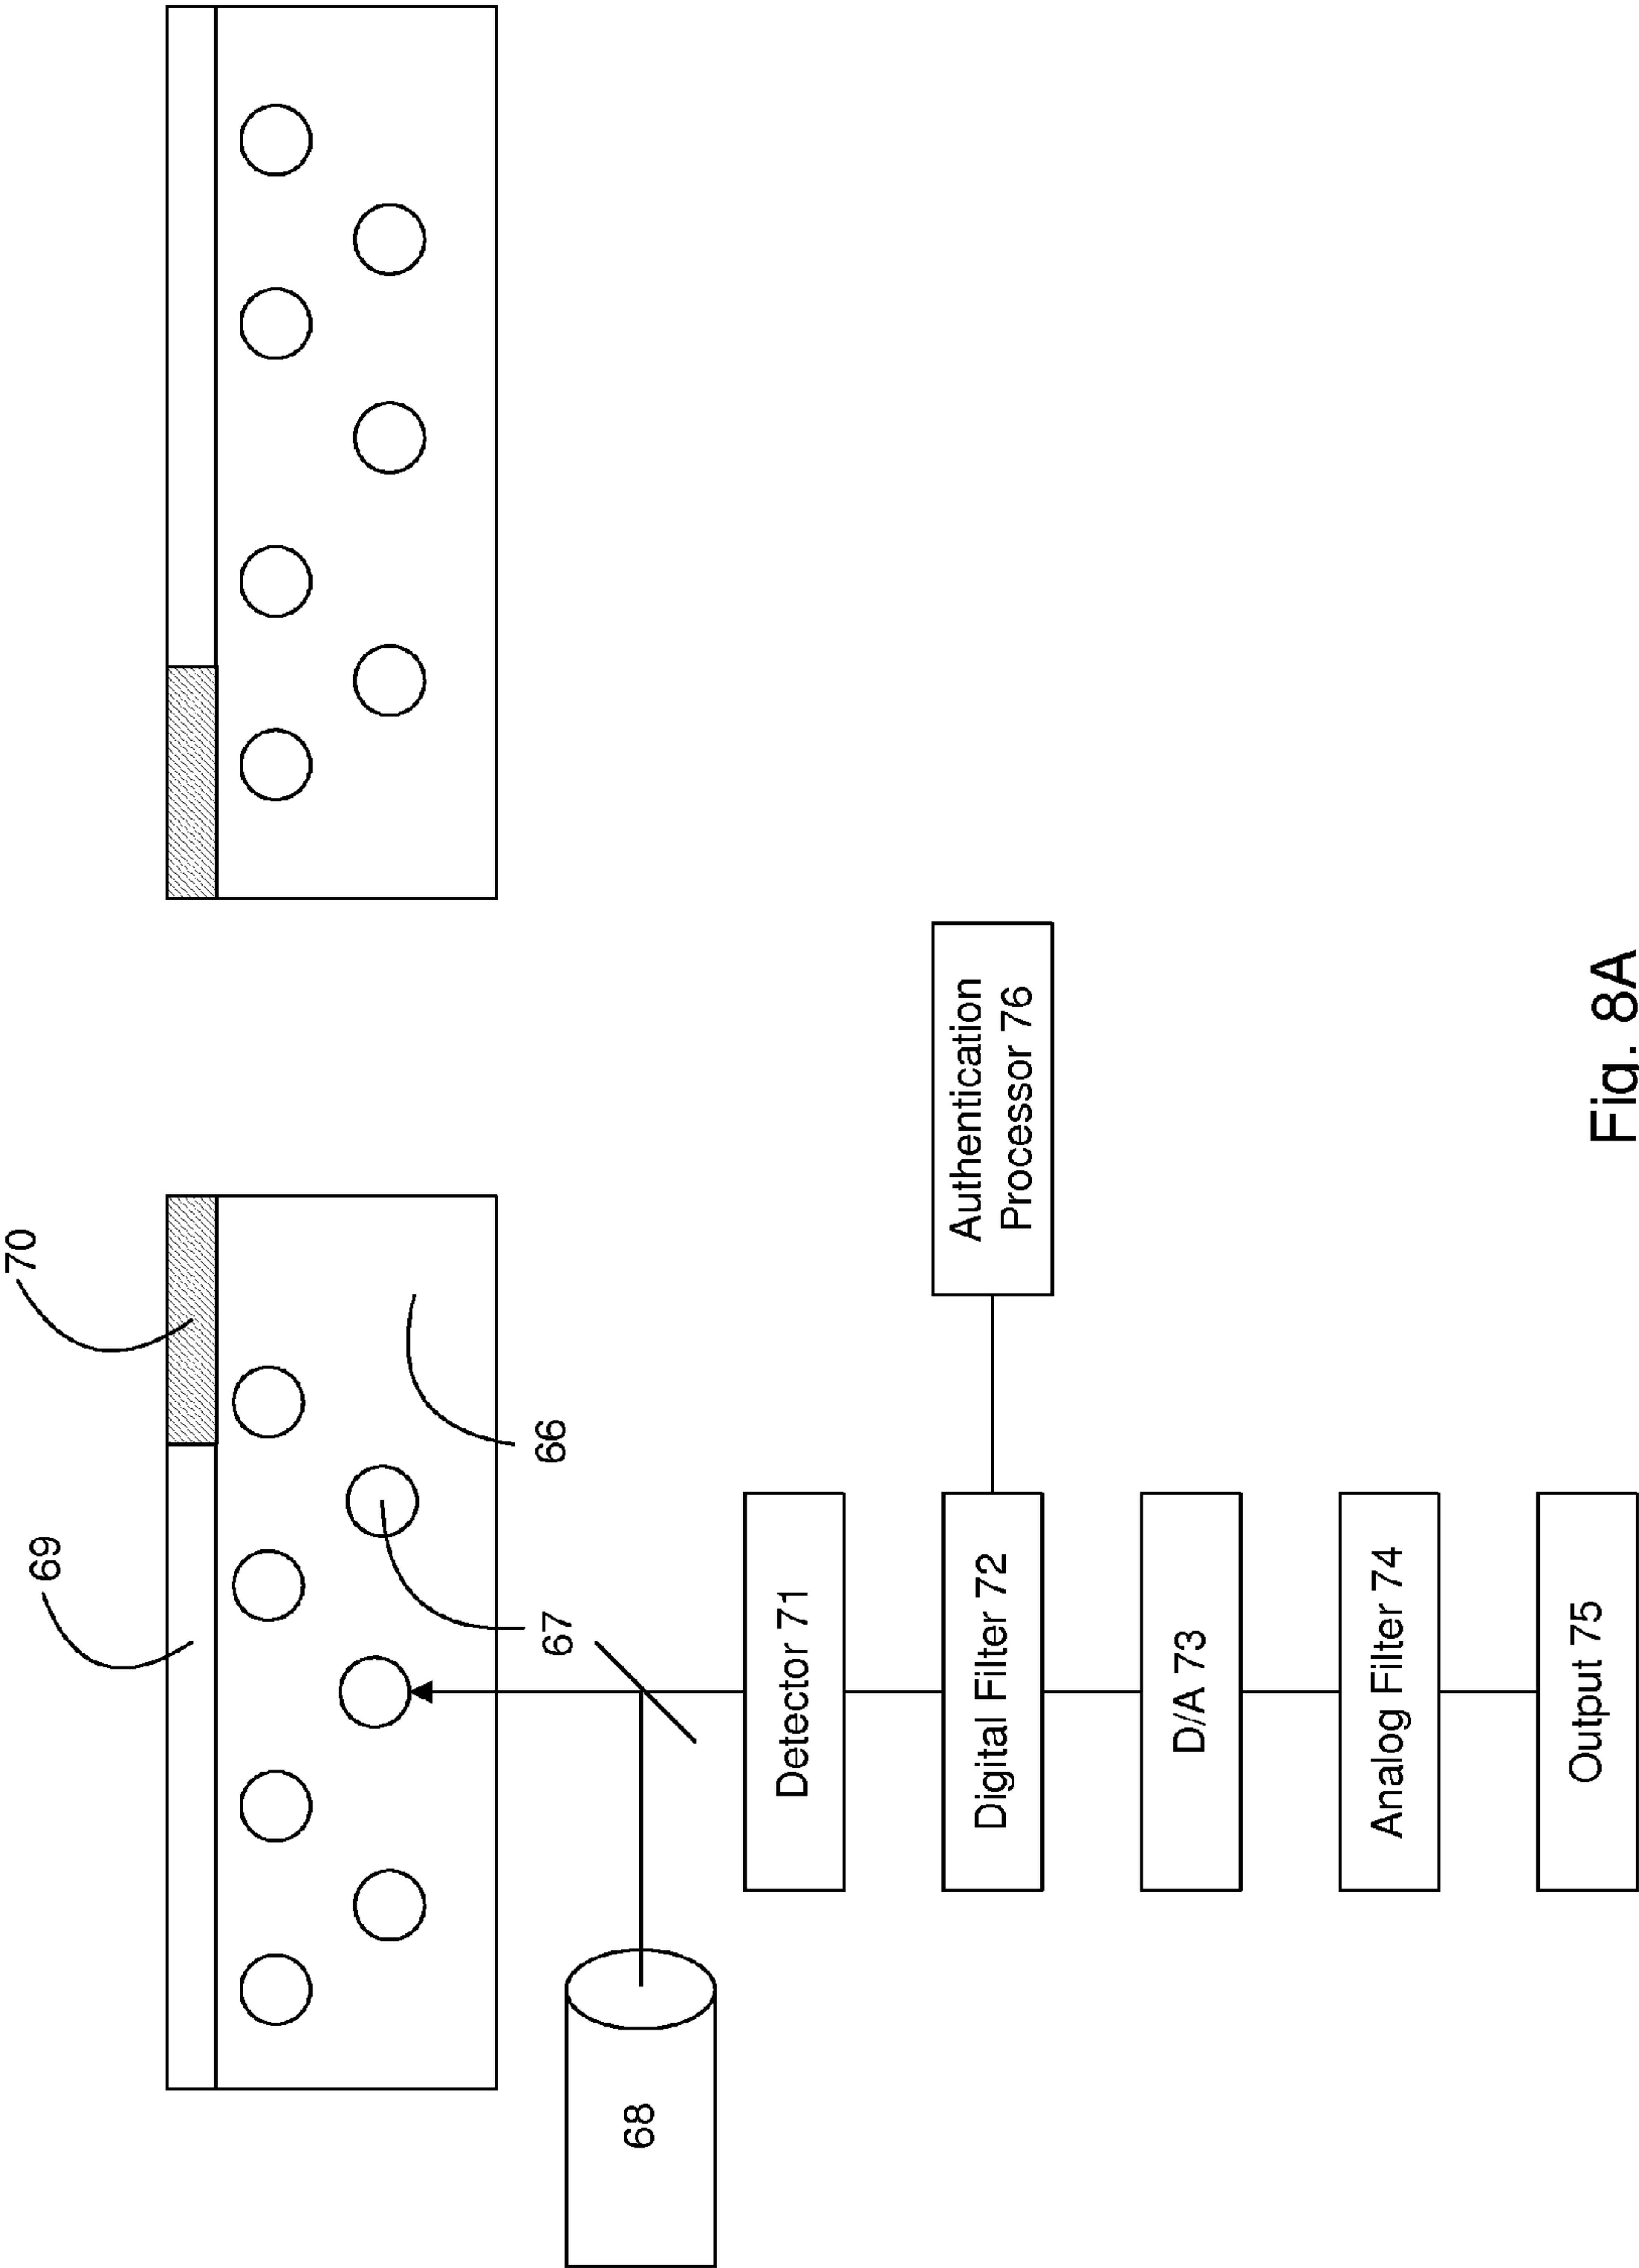 70
69
66
67
68
Detector 71
Digital Filter 72
Authentication
Processor 76
D/A 73
Analog Filter 74
Output 75
Fig. 8A